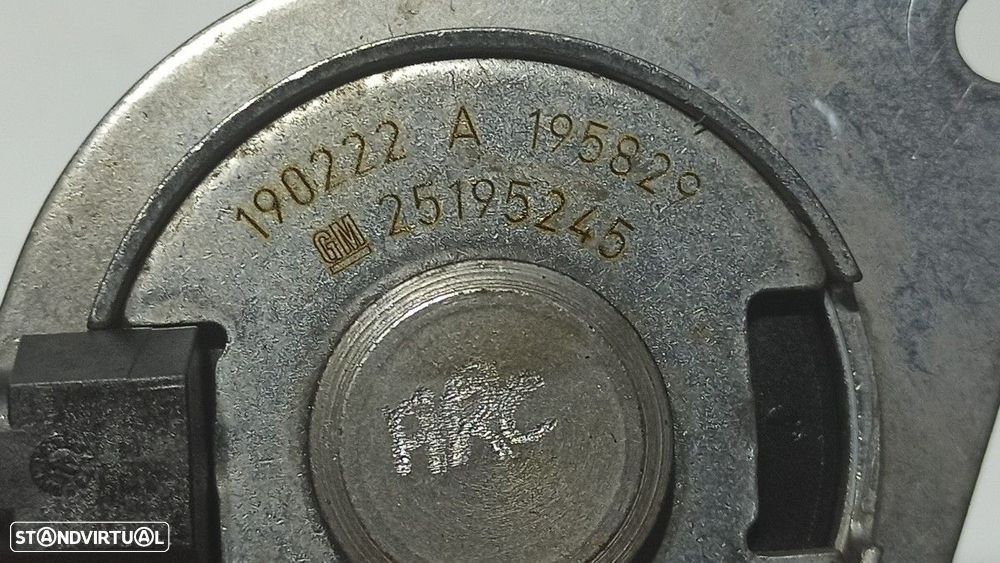 190222 A 195829
GM 25195245
ARC
STANDVIRTUAL